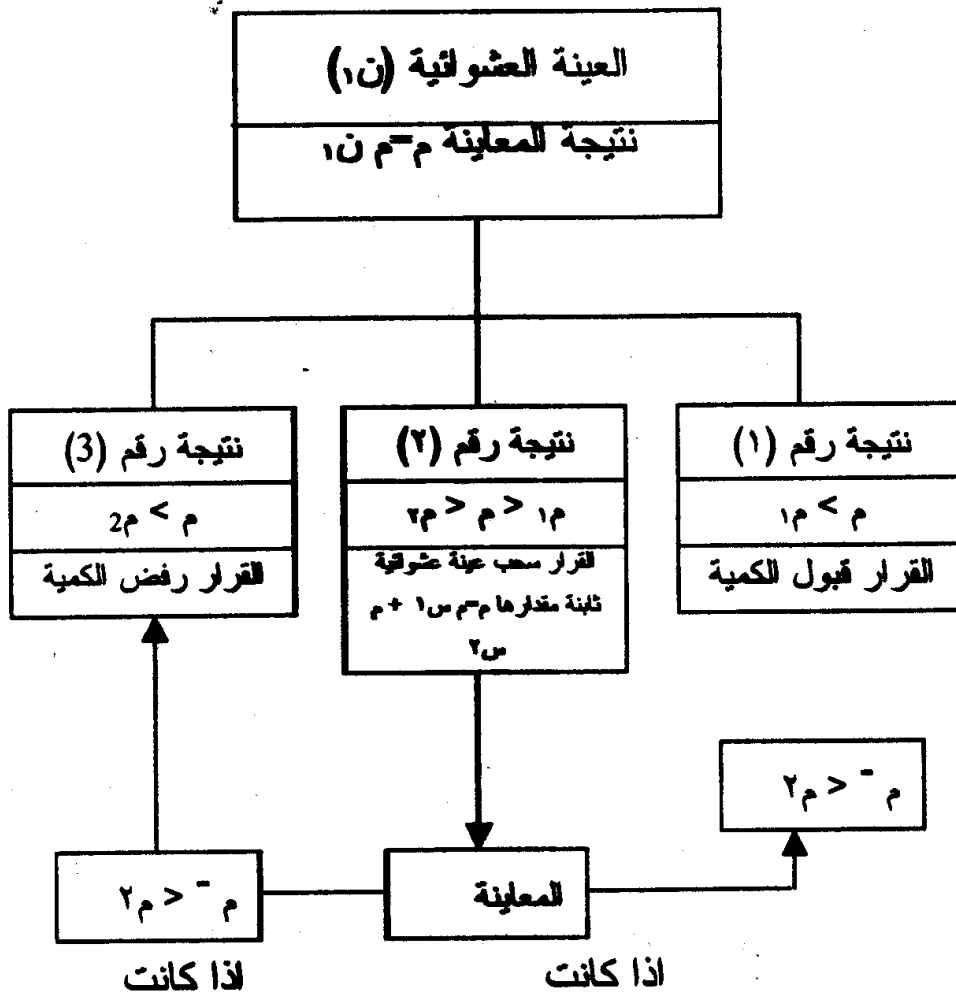 العينة العشوائية (ن١)
نتيجة المعاينة م=م ن١
نتيجة رقم (١)
م > م١
القرار قبول الكمية
نتيجة رقم (٢)
م١ > م > م٢
القرار سحب عينة عشوائية
ثابنة مقدارها م=م س١ + م
س٢
نتيجة رقم (3)
م > م2
القرار رفض الكمية
م - > م٢
المعاينة
م - > م٢
اذا كانت
اذا كانت